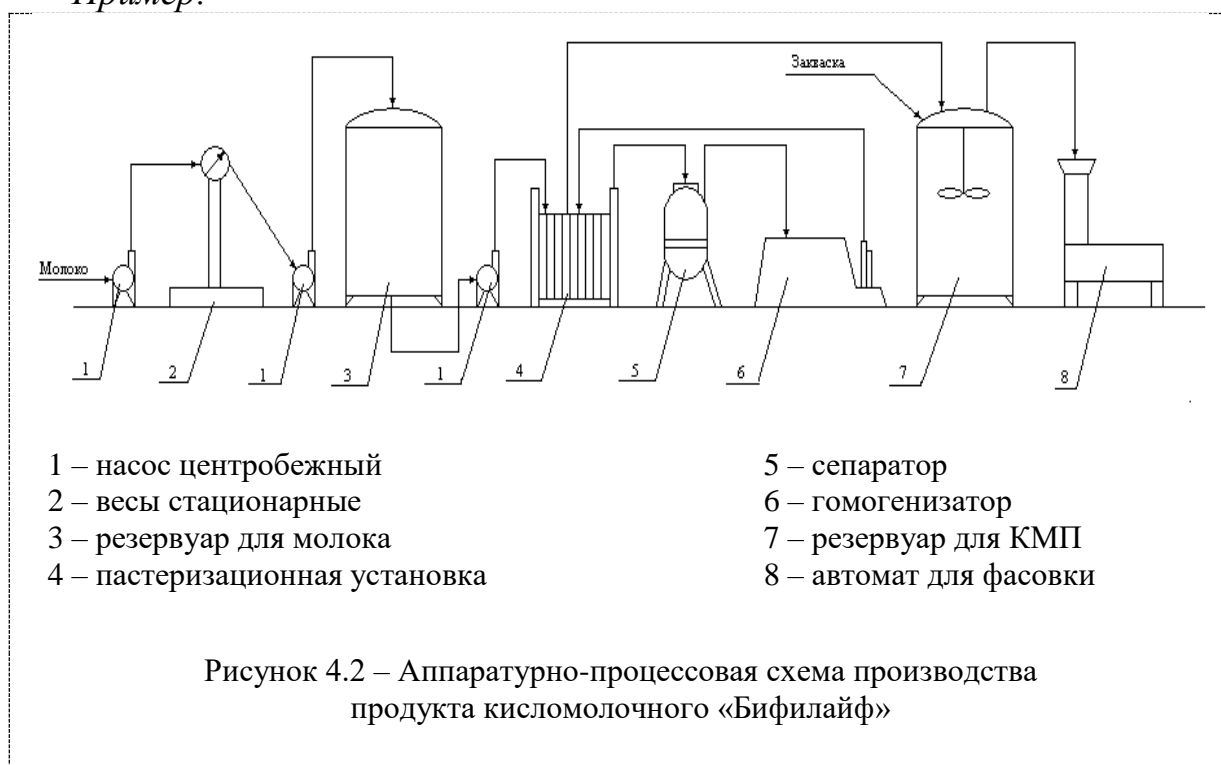 Пример:
Закваска
Молоко
1 2 1 3 1 4 5 6 7 8
1 – насос центробежный
2 – весы стационарные
3 – резервуар для молока
4 – пастеризационная установка
5 – сепаратор
6 – гомогенизатор
7 – резервуар для КМП
8 – автомат для фасовки
Рисунок 4.2 – Аппаратурно-процессовая схема производства
продукта кисломолочного «Бифилайф»